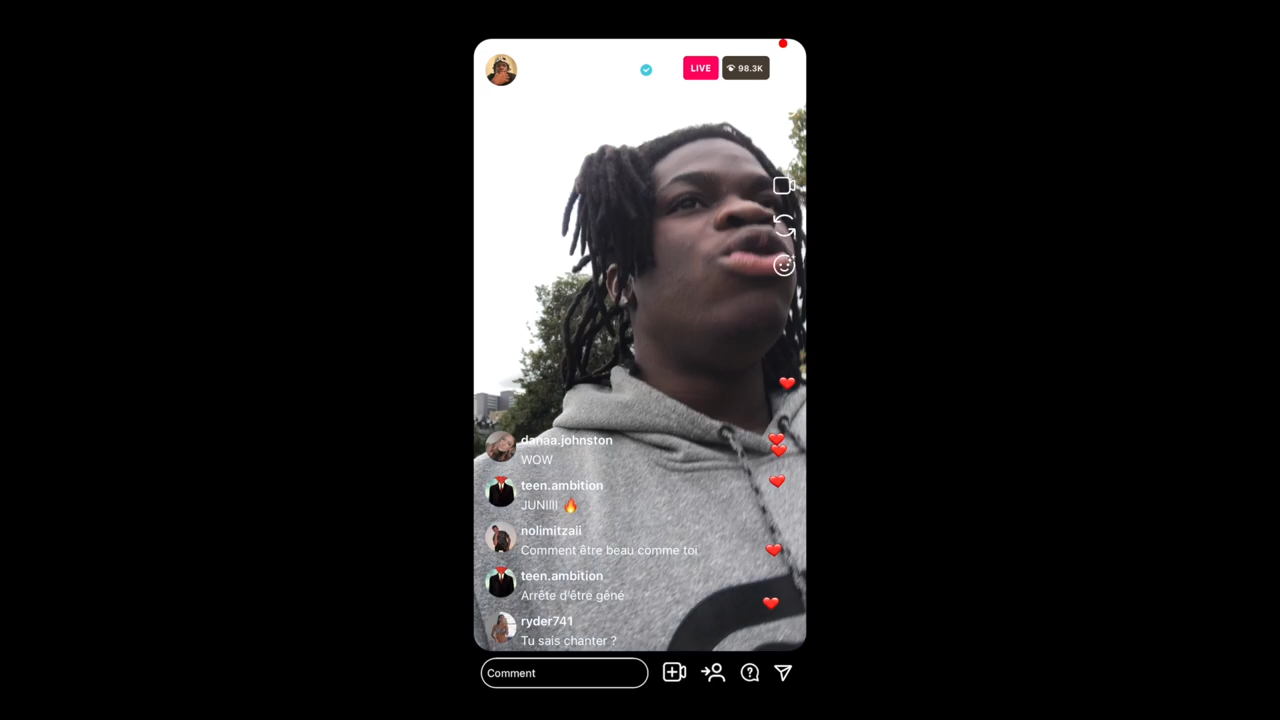 LIVE 98.3K
danaa.johnston
WOW
teen.ambition
JUNIIII 🔥
nolimitzaii
Comment être beau comme toi
teen.ambition
Arrête d'être géné
ryder741
Tu sais chanter ?
Comment